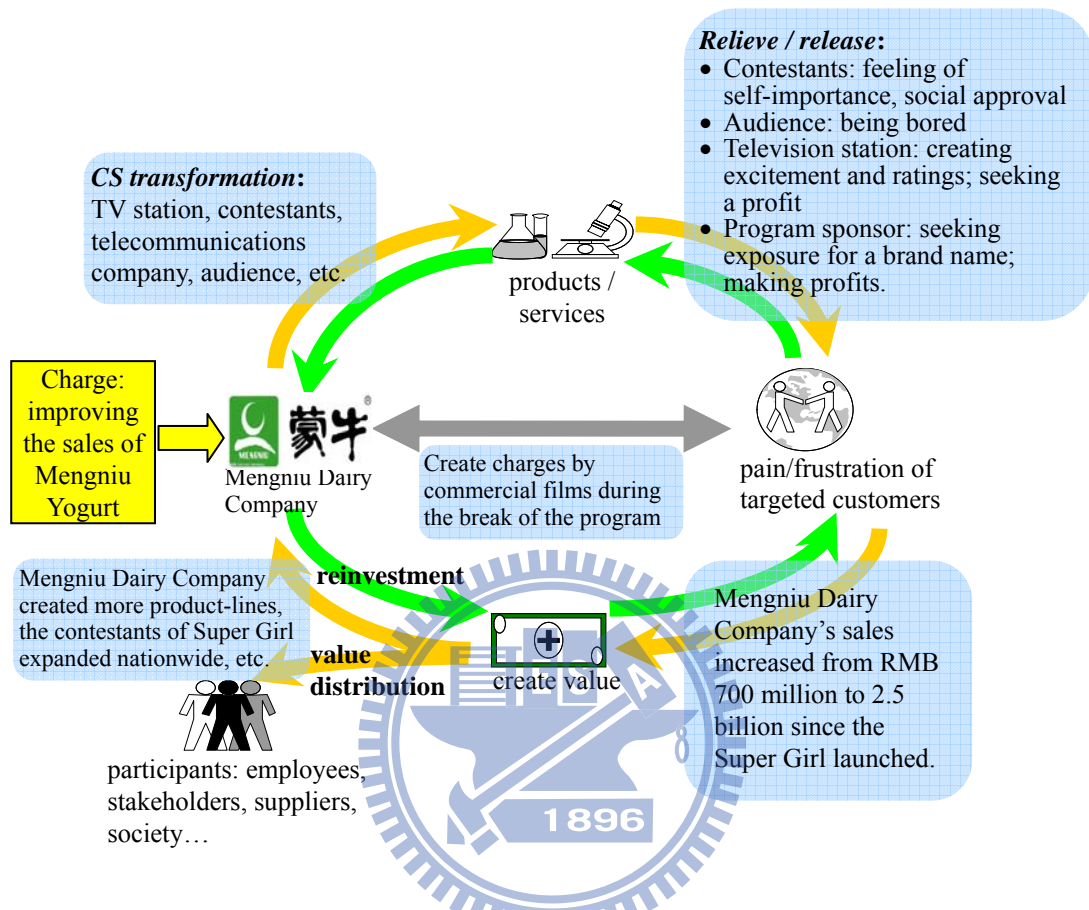 Relieve / release:
• Contestants: feeling of
self-importance, social approval
• Audience: being bored
• Television station: creating
excitement and ratings; seeking
a profit
• Program sponsor: seeking
exposure for a brand name;
making profits.
CS transformation:
TV station, contestants,
telecommunications
company, audience, etc.
products /
services
Charge:
improving
the sales of
Mengniu
Yogurt
MENGNIU
蒙牛®
Mengniu Dairy
Company
Create charges by
commercial films during
the break of the program
pain/frustration of
targeted customers
Mengniu Dairy Company
created more product-lines,
the contestants of Super Girl
expanded nationwide, etc.
reinvestment
value
distribution
create value
Mengniu Dairy
Company’s sales
increased from RMB
700 million to 2.5
billion since the
Super Girl launched.
participants: employees,
stakeholders, suppliers,
society…
E S A
1896